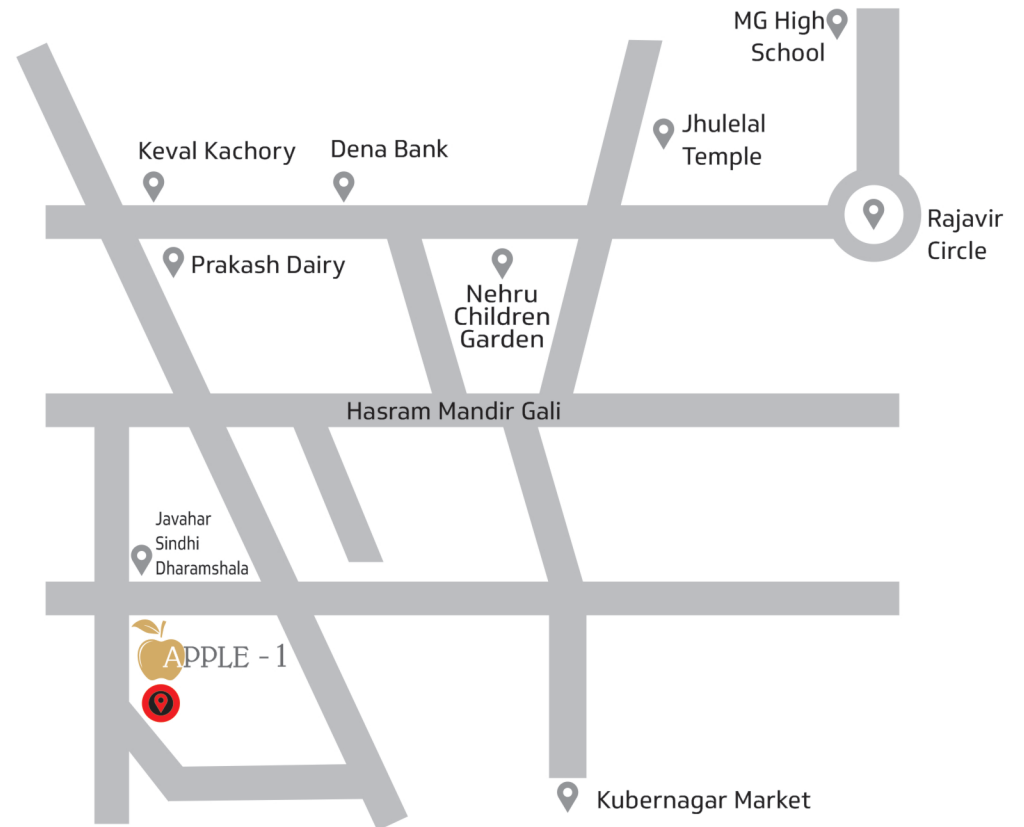 MG High
School
Jhulelal
Temple
Keval Kachory
Dena Bank
Rajavir
Circle
Prakash Dairy
Nehru
Children
Garden
Hasram Mandir Gali
Javahar
Sindhi
Dharamshala
APPLE - 1
Kubernagar Market